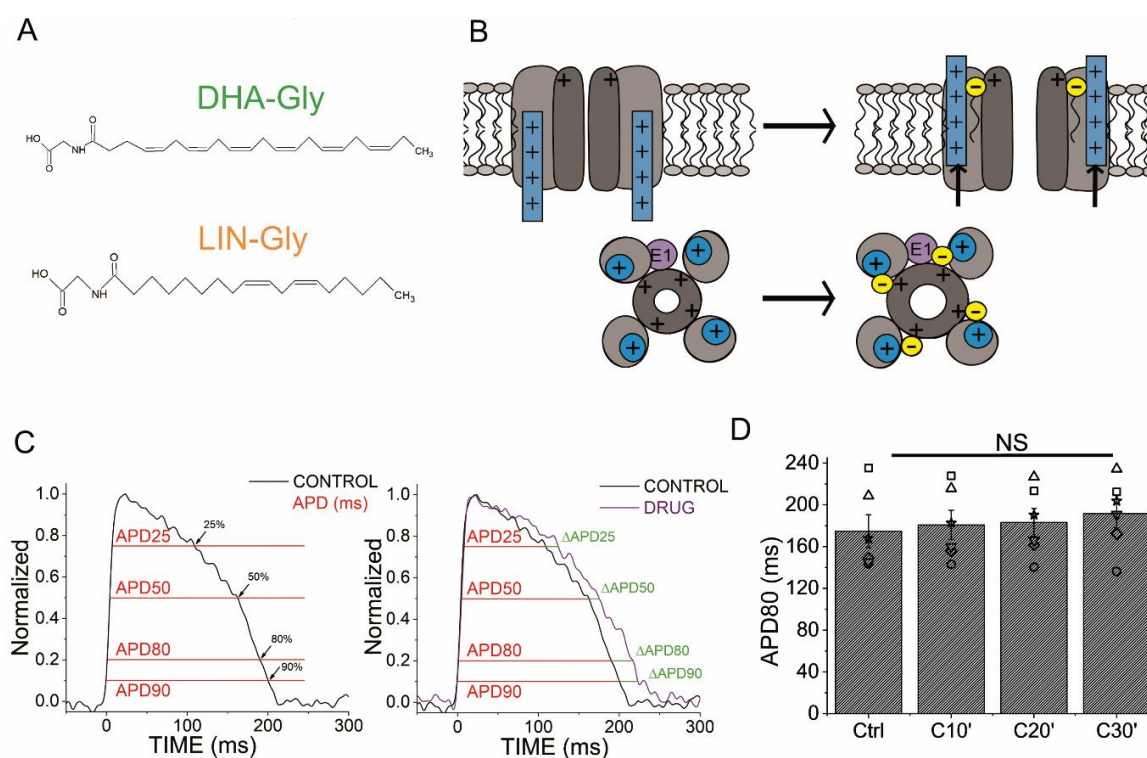 A
DHA-Gly
HO
O
NH
O
CH3
LIN-Gly
HO
O
NH
O
CH3
B
+ + + + + + + + + +
+ + + + + + + + + +
- -
E1
+ + + + + + + +
E1
+ + + + + + + +
- - - -
C
CONTROL
APD (ms)
Normalized
1.0
0.8
0.6
0.4
0.2
0.0
APD25
APD50
APD80
APD90
25%
50%
80%
90%
0 100 200 300
TIME (ms)
CONTROL
DRUG
Normalized
1.0
0.8
0.6
0.4
0.2
0.0
APD25
APD50
APD80
APD90
ΔAPD25
ΔAPD50
ΔAPD80
ΔAPD90
0 100 200 300
TIME (ms)
D
NS
APD80 (ms)
240
200
160
120
80
40
0
Ctrl C10' C20' C30'